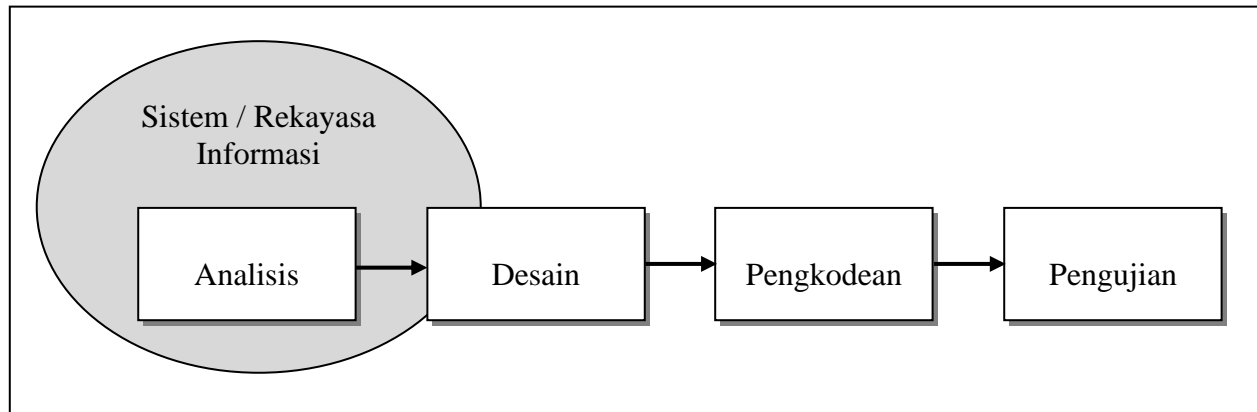 Sistem / Rekayasa
Informasi
Analisis
Desain
Pengkodean
Pengujian